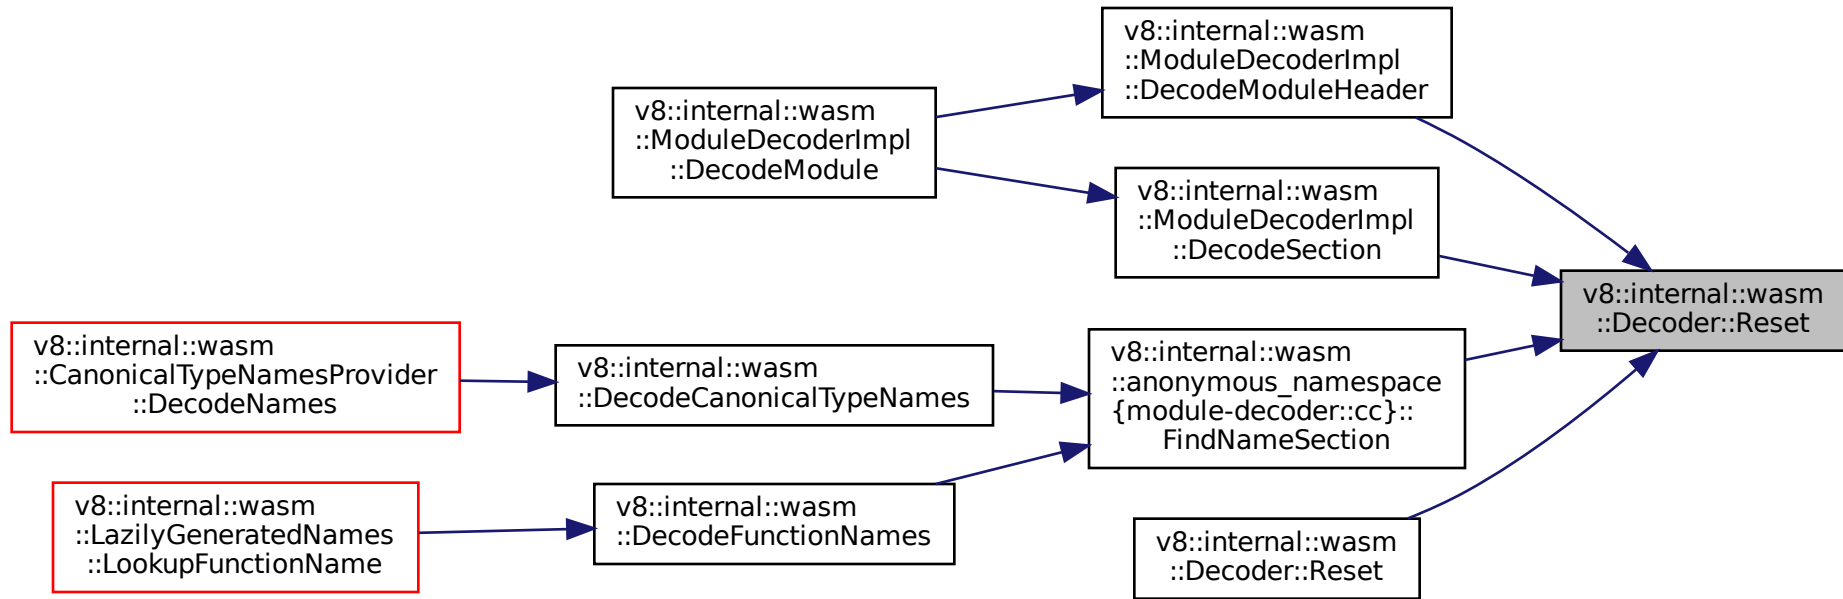 v8::internal::wasm
::ModuleDecoderImpl
::DecodeModuleHeader
v8::internal::wasm
::ModuleDecoderImpl
::DecodeModule
v8::internal::wasm
::ModuleDecoderImpl
::DecodeSection
v8::internal::wasm
::Decoder::Reset
v8::internal::wasm
::CanonicalTypeNamesProvider
::DecodeNames
v8::internal::wasm
::DecodeCanonicalTypeNames
v8::internal::wasm
::anonymous_namespace
{module-decoder::cc}::
FindNameSection
v8::internal::wasm
::LazilyGeneratedNames
::LookupFunctionName
v8::internal::wasm
::DecodeFunctionNames
v8::internal::wasm
::Decoder::Reset